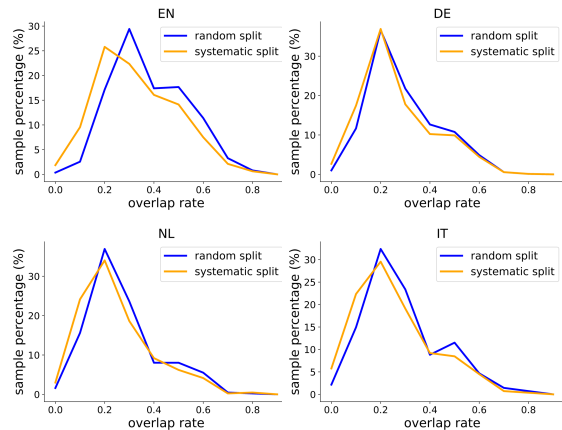 EN
sample percentage (%)
30
25
20
15
10
5
0
random split
systematic split
0.0 0.2 0.4 0.6 0.8
overlap rate
DE
sample percentage (%)
30
20
10
0
random split
systematic split
0.0 0.2 0.4 0.6 0.8
overlap rate
NL
sample percentage (%)
30
20
10
0
random split
systematic split
0.0 0.2 0.4 0.6 0.8
overlap rate
IT
sample percentage (%)
30
25
20
15
10
5
0
random split
systematic split
0.0 0.2 0.4 0.6 0.8
overlap rate